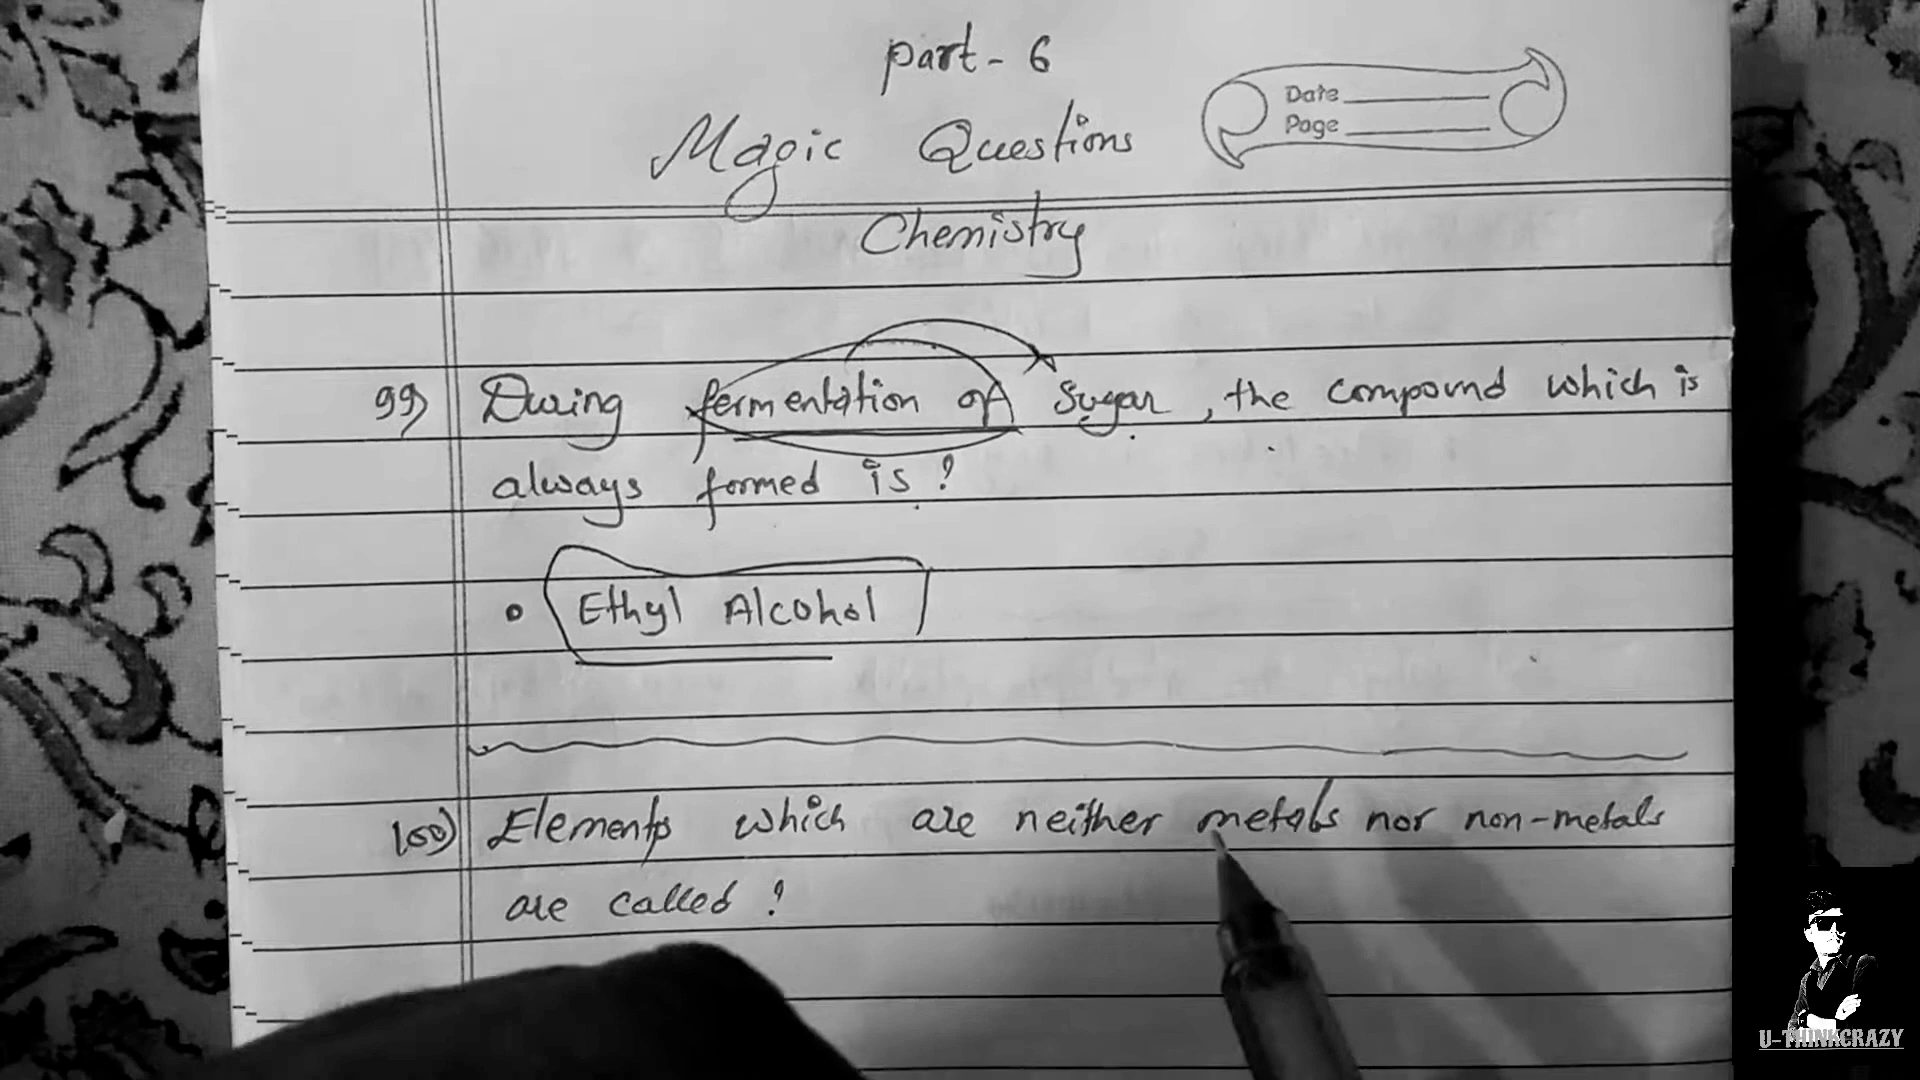 part - 6
Magic Questions
Date
Page
Chemistry
99) During fermentation of Sugar, the compound which is
always formed is?
• Ethyl Alcohol
100) Elements which are neither metals nor non-metals
are called?
U-THINKCRAZY